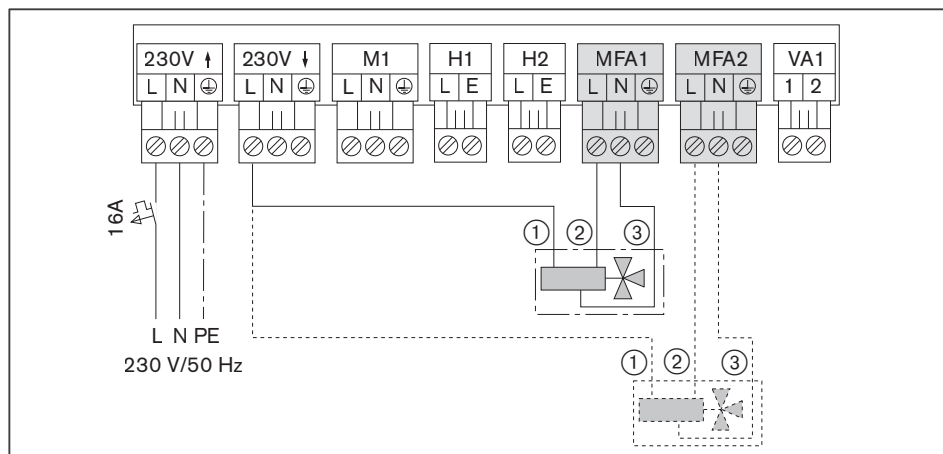 230V ↑ 230V ↓ M1 H1 H2 MFA1 MFA2 VA1
L N ⏚ L N ⏚ L N ⏚ L E L E L N ⏚ L N ⏚ 1 2
16A
① ② ③
L N PE
230 V/50 Hz
① ② ③